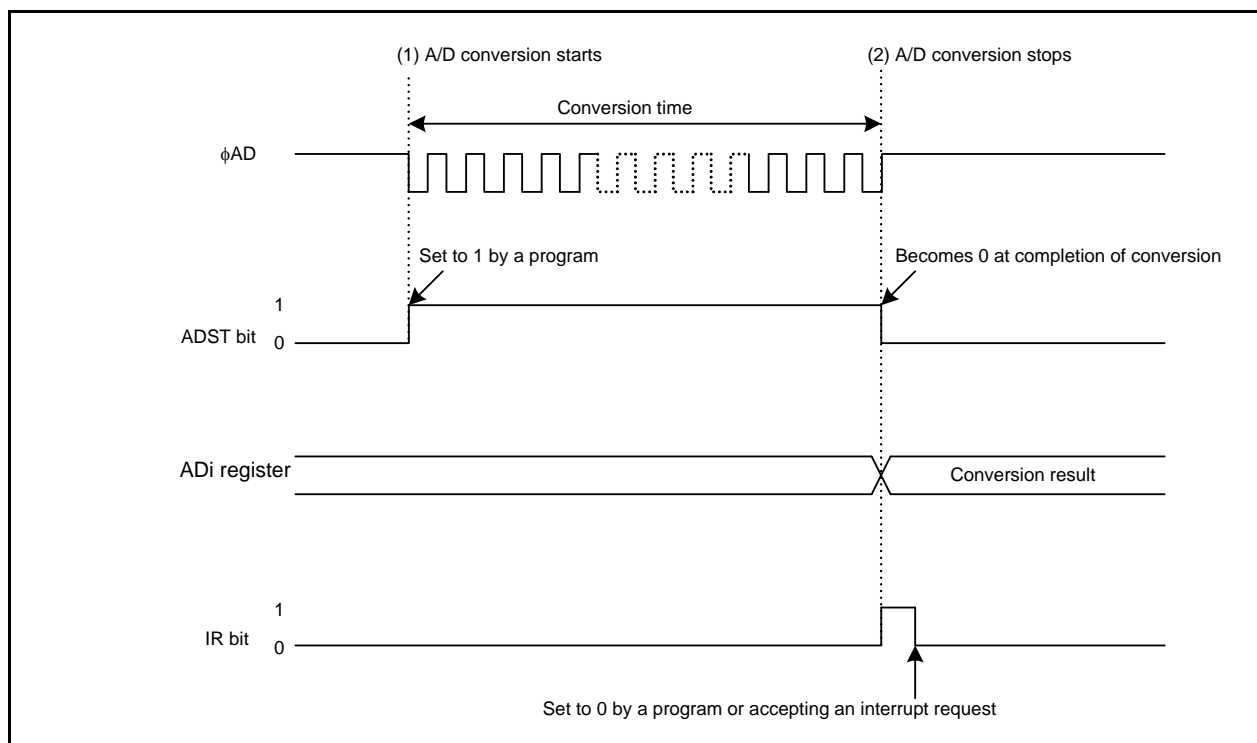 (1) A/D conversion starts
(2) A/D conversion stops
Conversion time
ϕAD
Set to 1 by a program
Becomes 0 at completion of conversion
1
ADST bit
0
ADi register
Conversion result
1
IR bit
0
Set to 0 by a program or accepting an interrupt request